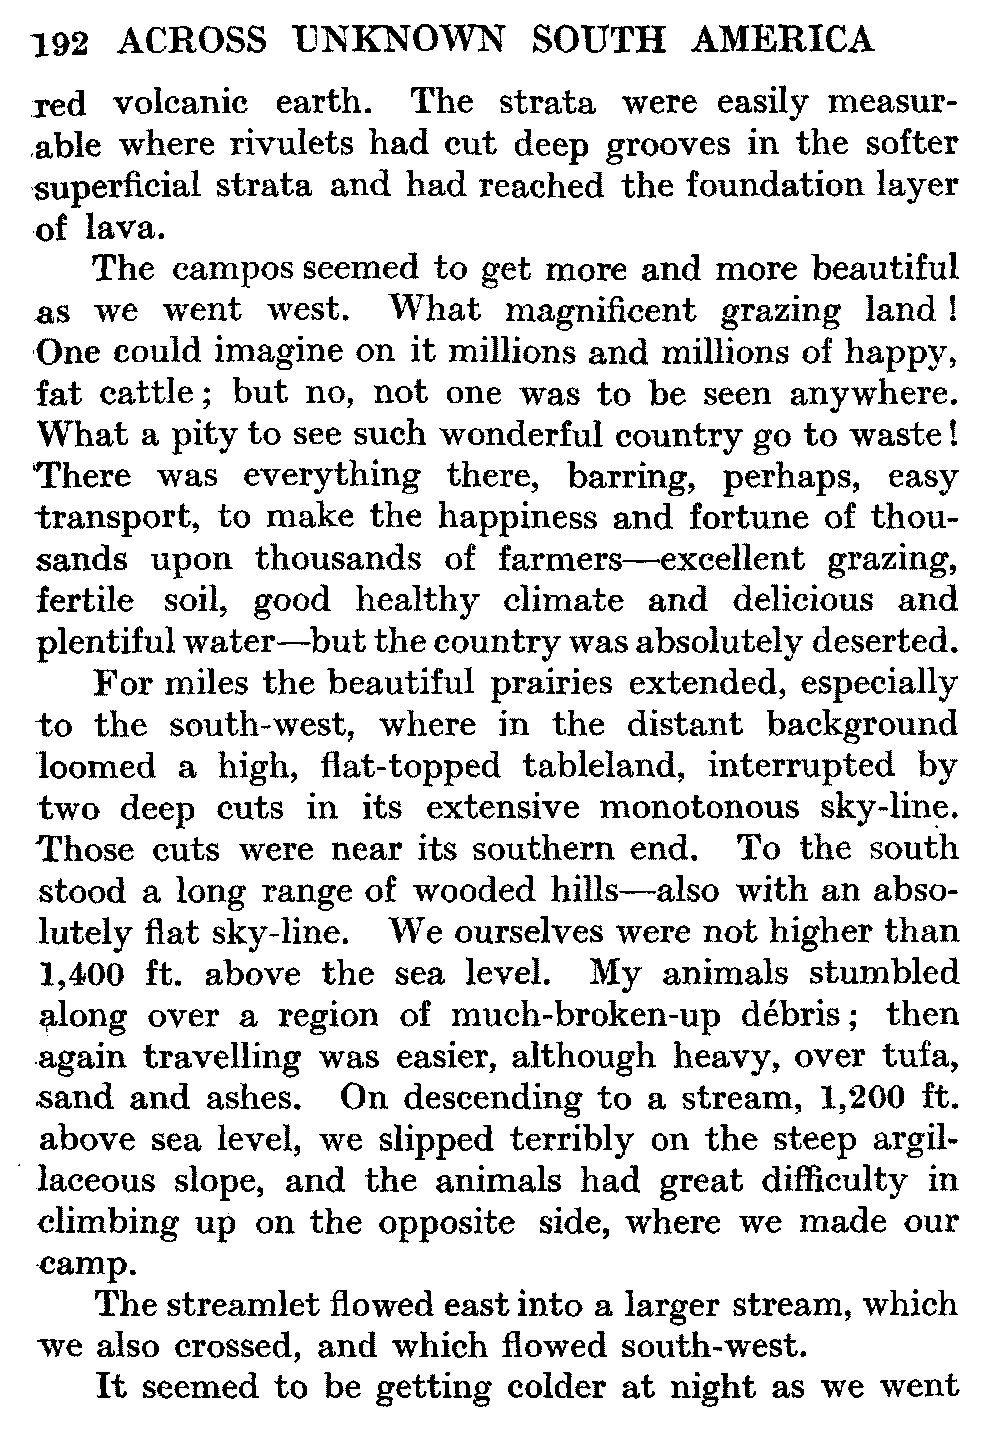 192 ACROSS UNKNOWN SOUTH AMERICA
red volcanic earth. The strata were easily measur-
able where rivulets had cut deep grooves in the softer
superficial strata and had reached the foundation layer
of lava.
The campos seemed to get more and more beautiful
as we went west. What magnificent grazing land !
One could imagine on it millions and millions of happy,
fat cattle ; but no, not one was to be seen anywhere.
What a pity to see such wonderful country go to waste !
There was everything there, barring, perhaps, easy
transport, to make the happiness and fortune of thou-
sands upon thousands of farmers—excellent grazing,
fertile soil, good healthy climate and delicious and
plentiful water—but the country was absolutely deserted.
For miles the beautiful prairies extended, especially
to the south-west, where in the distant background
loomed a high, flat-topped tableland, interrupted by
two deep cuts in its extensive monotonous sky-line.
Those cuts were near its southern end. To the south
stood a long range of wooded hills—also with an abso-
lutely flat sky-line. We ourselves were not higher than
1,400 ft. above the sea level. My animals stumbled
along over a region of much-broken-up débris ; then
again travelling was easier, although heavy, over tufa,
sand and ashes. On descending to a stream, 1,200 ft.
above sea level, we slipped terribly on the steep argil-
laceous slope, and the animals had great difficulty in
climbing up on the opposite side, where we made our
camp.
The streamlet flowed east into a larger stream, which
we also crossed, and which flowed south-west.
It seemed to be getting colder at night as we went